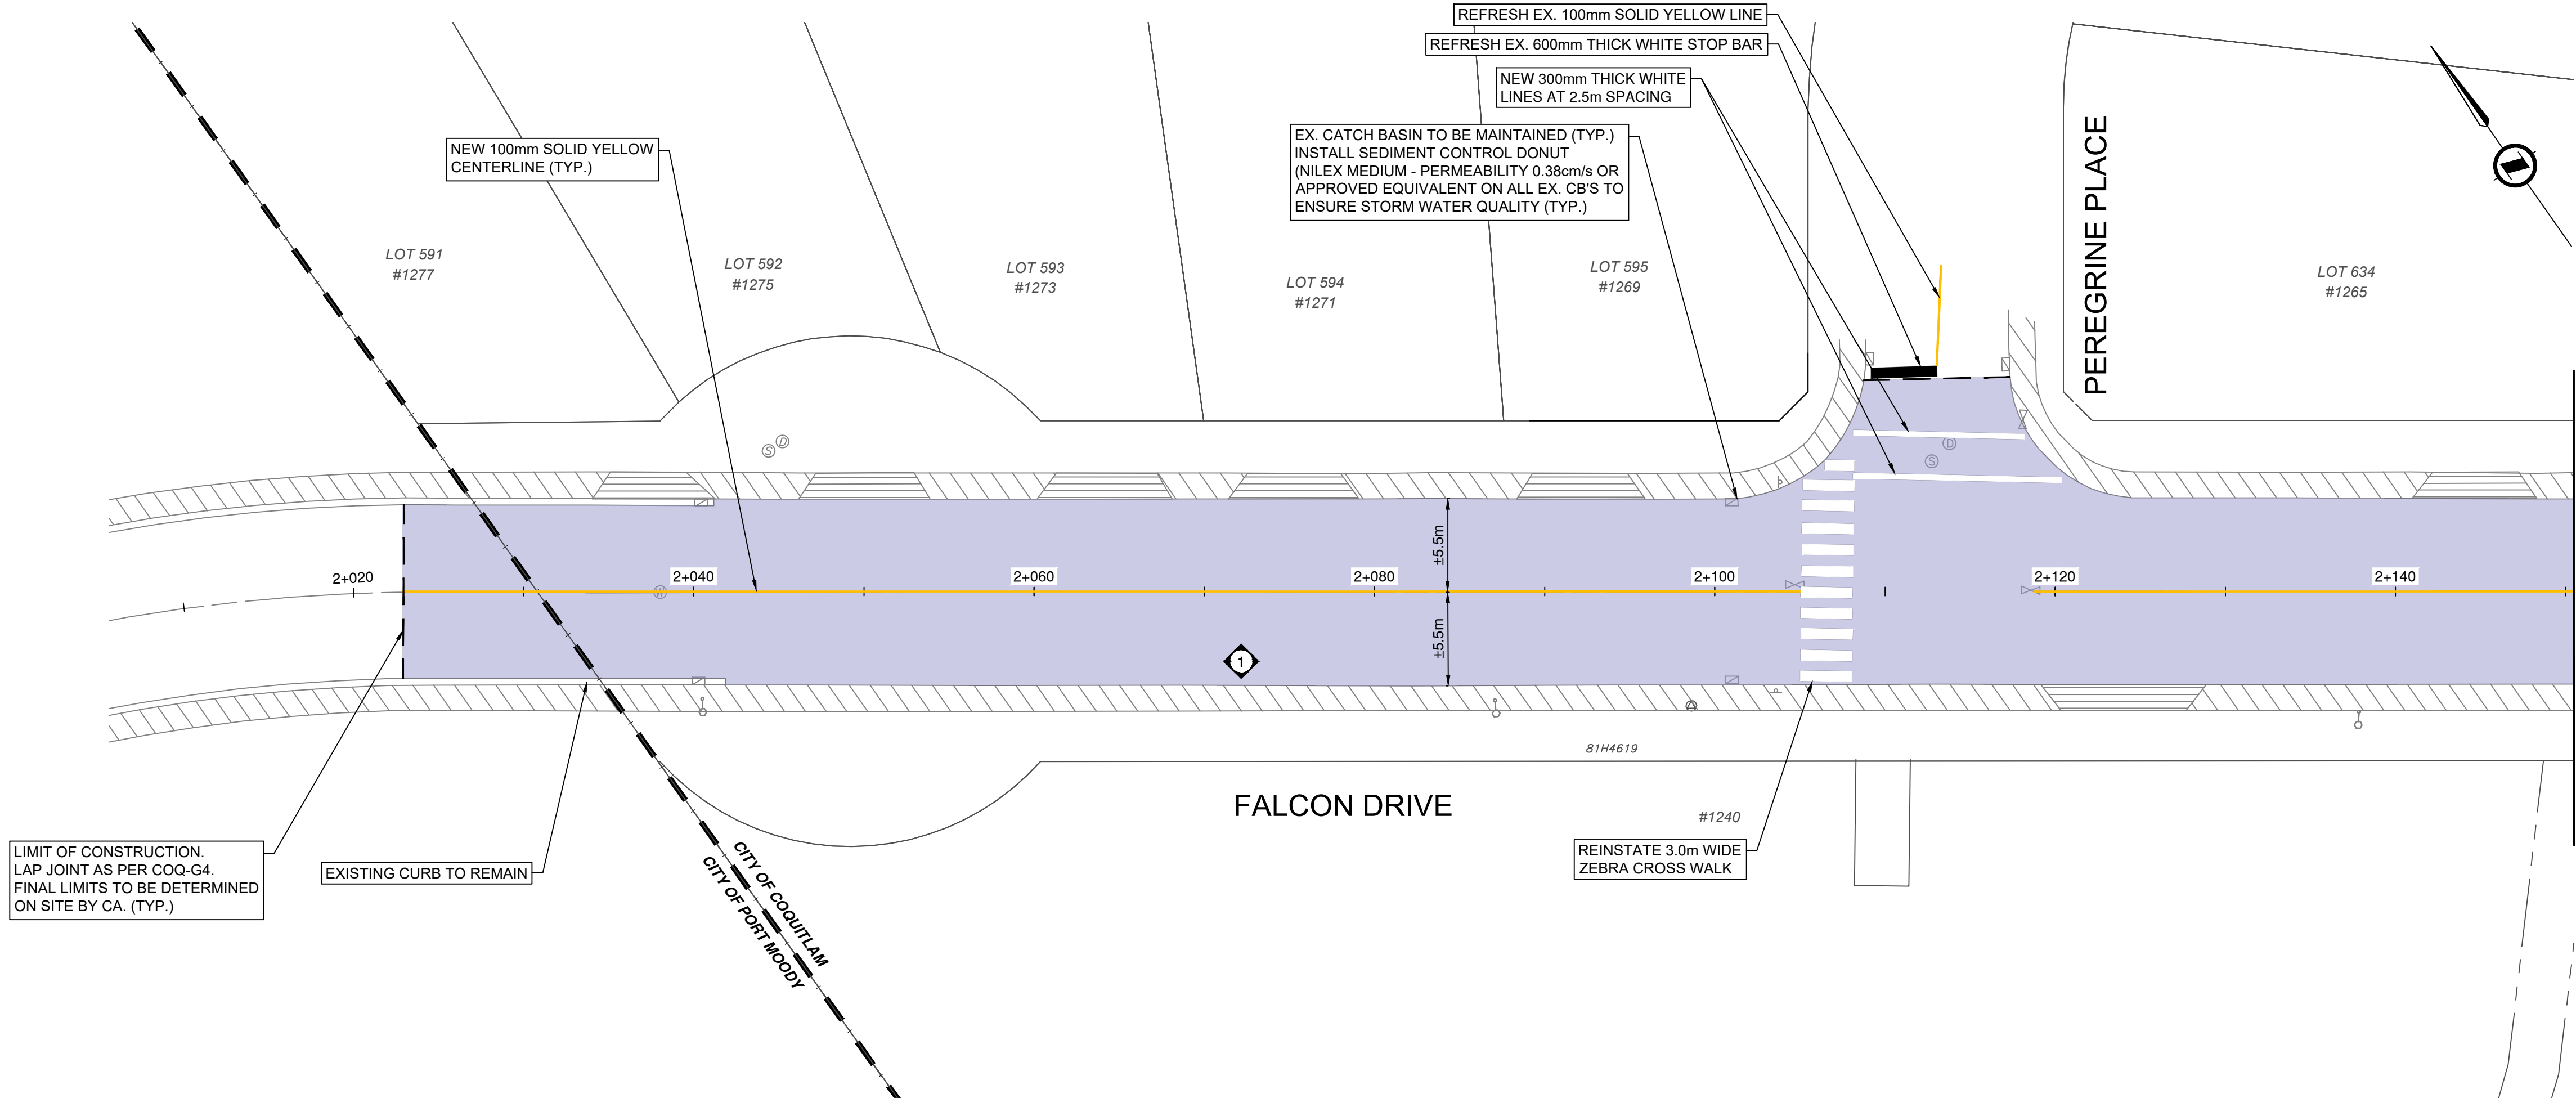 REFRESH EX. 100mm SOLID YELLOW LINE
REFRESH EX. 600mm THICK WHITE STOP BAR
NEW 300mm THICK WHITE
LINES AT 2.5m SPACING
EX. CATCH BASIN TO BE MAINTAINED (TYP.)
INSTALL SEDIMENT CONTROL DONUT
(NILEX MEDIUM - PERMEABILITY 0.38cm/s OR
APPROVED EQUIVALENT ON ALL EX. CB'S TO
ENSURE STORM WATER QUALITY (TYP.)
NEW 100mm SOLID YELLOW
CENTERLINE (TYP.)
PEREGRINE PLACE
LOT 591
#1277
LOT 592
#1275
LOT 593
#1273
LOT 594
#1271
LOT 595
#1269
LOT 634
#1265
S
D
D
S
±5.5m
2+020
2+040
2+060
2+080
2+100
2+120
2+140
±5.5m
1
81H4619
FALCON DRIVE
#1240
LIMIT OF CONSTRUCTION.
LAP JOINT AS PER COQ-G4.
FINAL LIMITS TO BE DETERMINED
ON SITE BY CA. (TYP.)
EXISTING CURB TO REMAIN
REINSTATE 3.0m WIDE
ZEBRA CROSS WALK
CITY OF COQUITLAM
CITY OF PORT MOODY